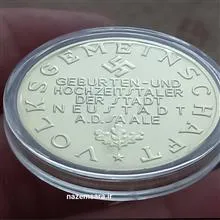 VOLKSGEMEINSCHAFT
GEBURTEN-UND
HOCHZEITSTALER
DER STADT
NEUSTADT
A.D.SAALE
nazemsara.ir